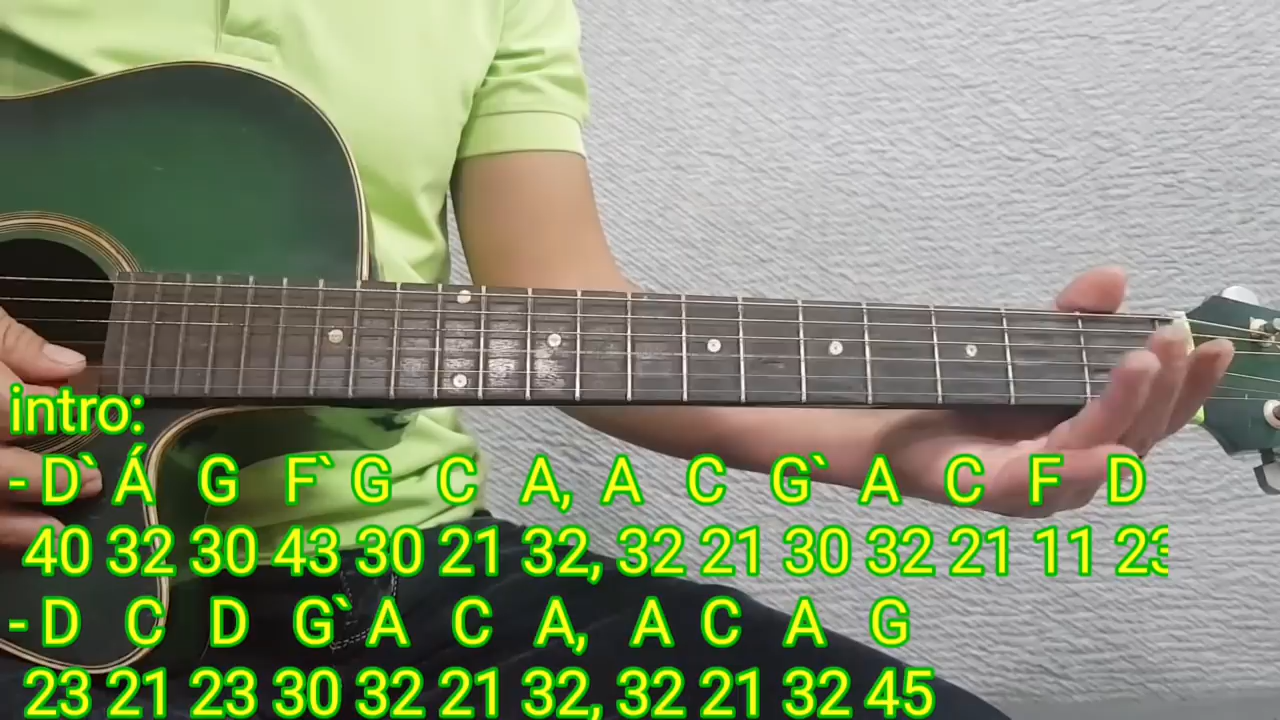 intro:
- D` Á G F` G C A, A C G` A C F D
40 32 30 43 30 21 32, 32 21 30 32 21 11 23
- D C D G` A C A, A C A G
23 21 23 30 32 21 32, 32 21 32 45